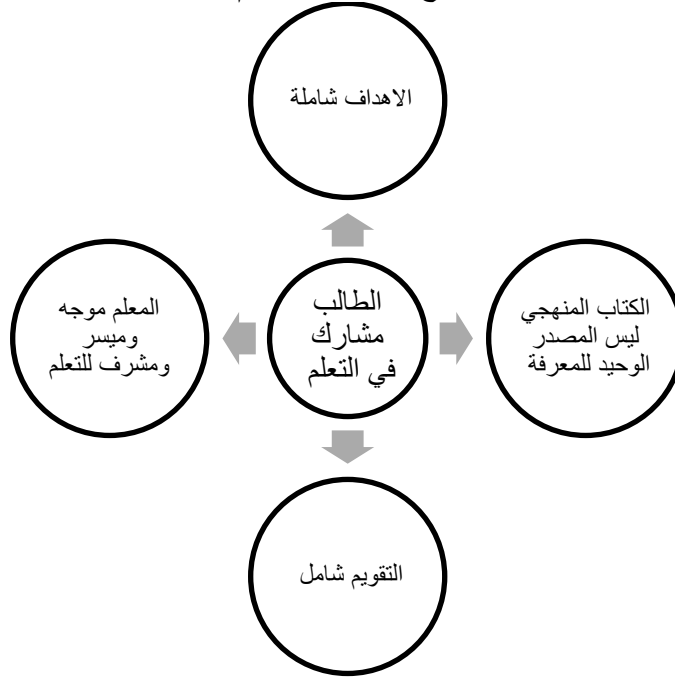 الاهداف شاملة
الكتاب المنهجي
ليس المصدر
الوحيد للمعرفة
الطالب
مشارك
في التعلم
المعلم موجه
وميسر
ومشرف للتعلم
التقويم شامل